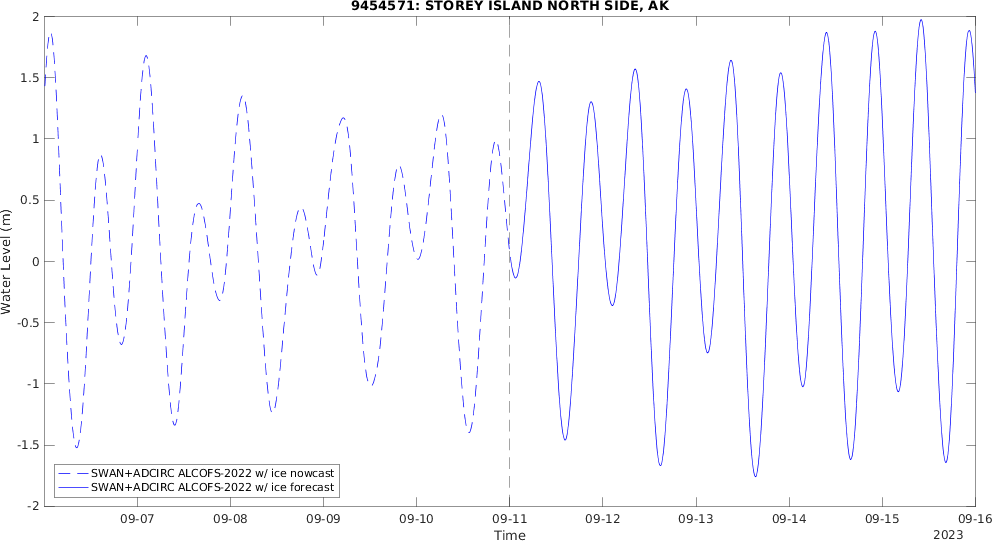 9454571: STOREY ISLAND NORTH SIDE, AK
Water Level (m)
2
1.5
1
0.5
0
-0.5
-1
-1.5
-2
SWAN+ADCIRC ALCOFS-2022 w/ ice nowcast
SWAN+ADCIRC ALCOFS-2022 w/ ice forecast
09-07 09-08 09-09 09-10 09-11 09-12 09-13 09-14 09-15 09-16
Time
2023